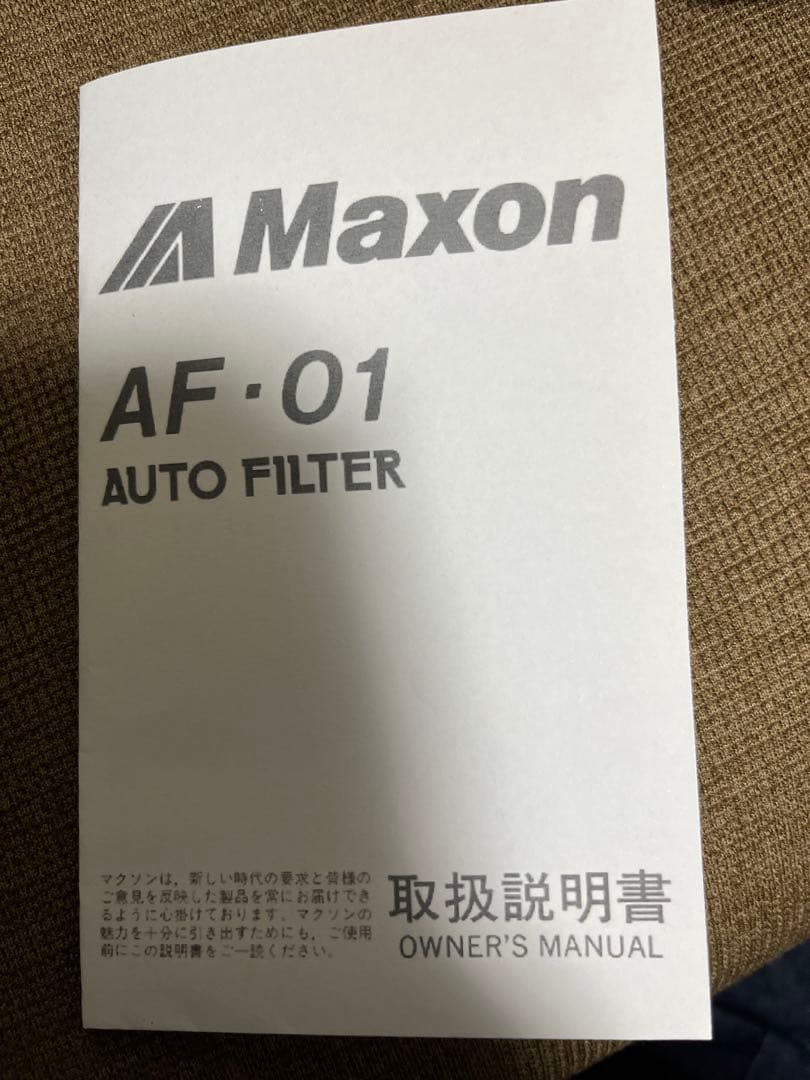 Maxon
AF·01
AUTO FILTER
マクソンは、新しい時代の要求と皆様の
ご意見を反映した製品を常にお届けでき
るように心掛けております。マクソンの
魅力を十分に引き出すためにも、ご使用
前にこの説明書をご一読ください。
取扱説明書
OWNER'S MANUAL